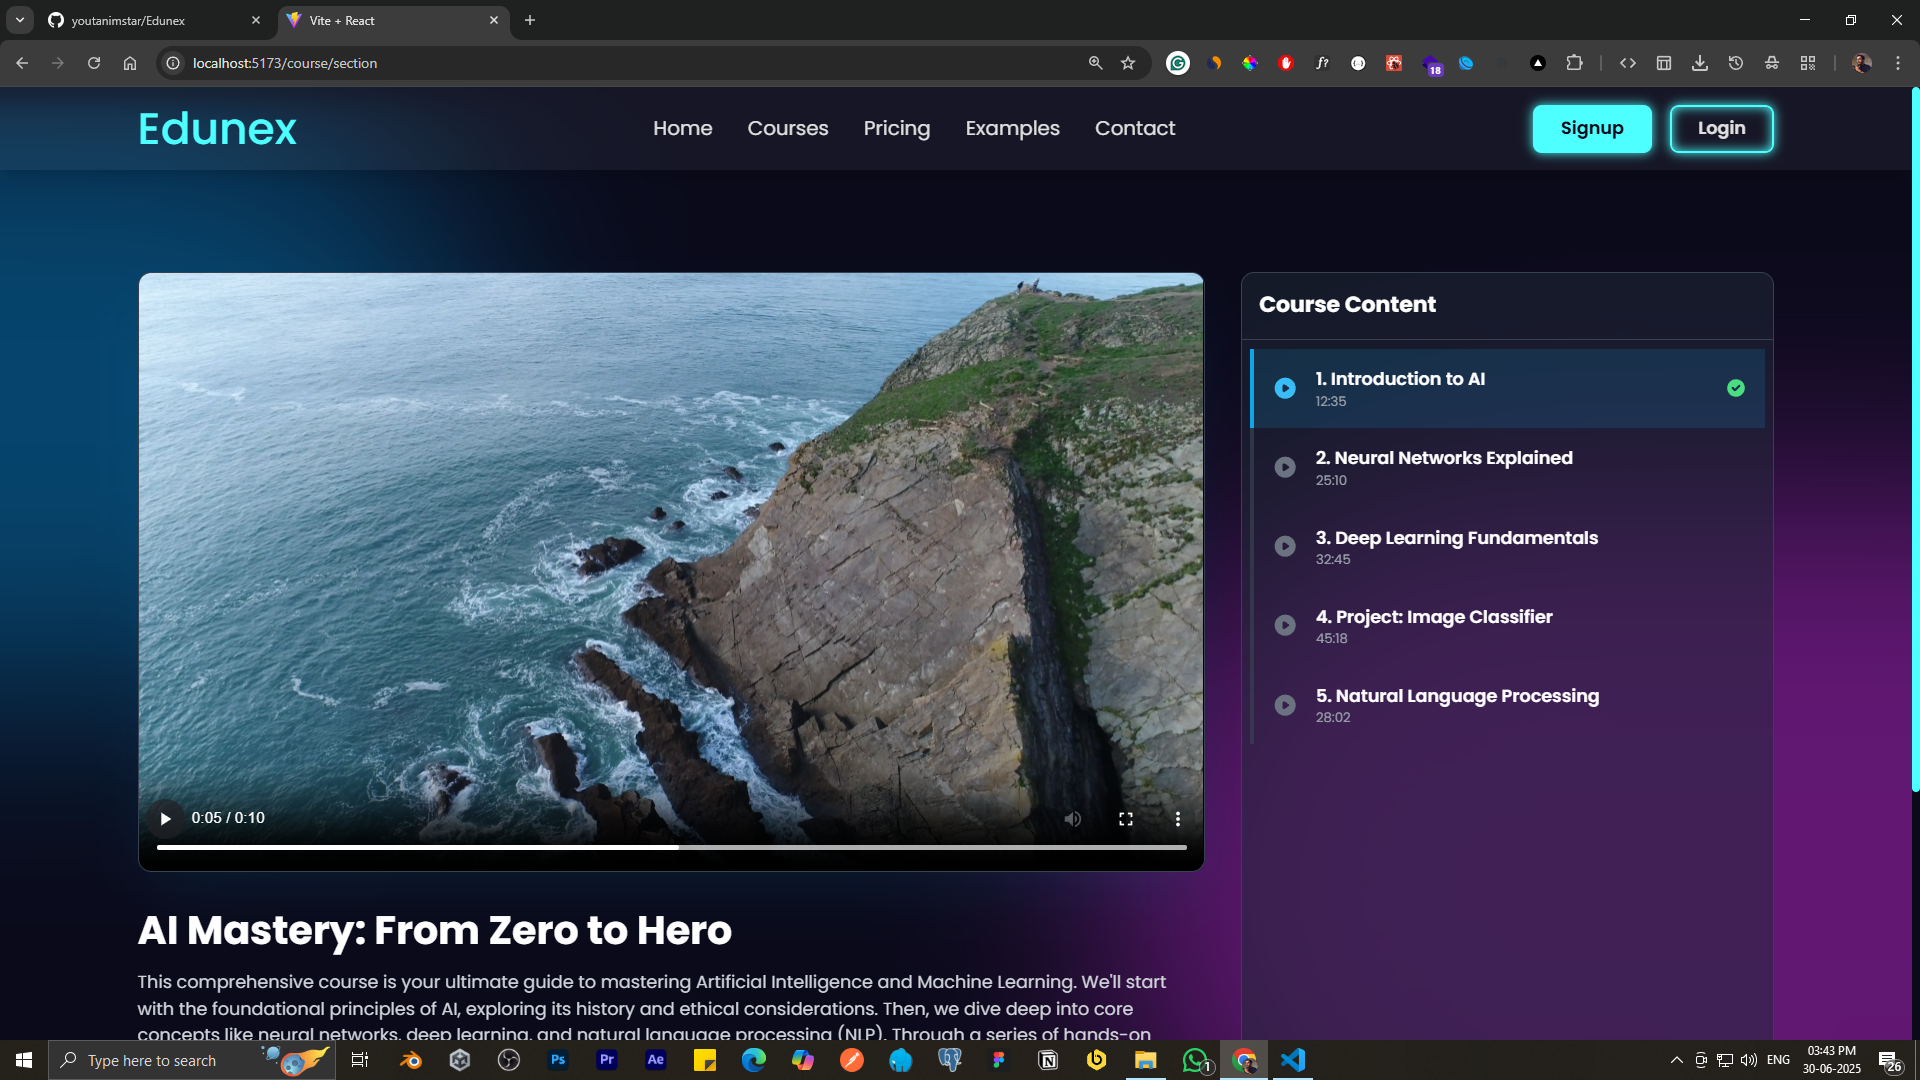 youtanimstar/Edunex
Vite + React
localhost:5173/course/section
18
Edunex
Home
Courses
Pricing
Examples
Contact
Signup
Login
Course Content
1. Introduction to AI
12:35
2. Neural Networks Explained
25:10
3. Deep Learning Fundamentals
32:45
4. Project: Image Classifier
45:18
5. Natural Language Processing
28:02
0:05 / 0:10
AI Mastery: From Zero to Hero
This comprehensive course is your ultimate guide to mastering Artificial Intelligence and Machine Learning. We'll start
with the foundational principles of AI, exploring its history and ethical considerations. Then, we dive deep into core
concepts like neural networks, deep learning, and natural language processing (NLP). Through a series of hands-on
Type here to search
Ps
Pr
Ae
1
ENG
03:43 PM
30-06-2025
26